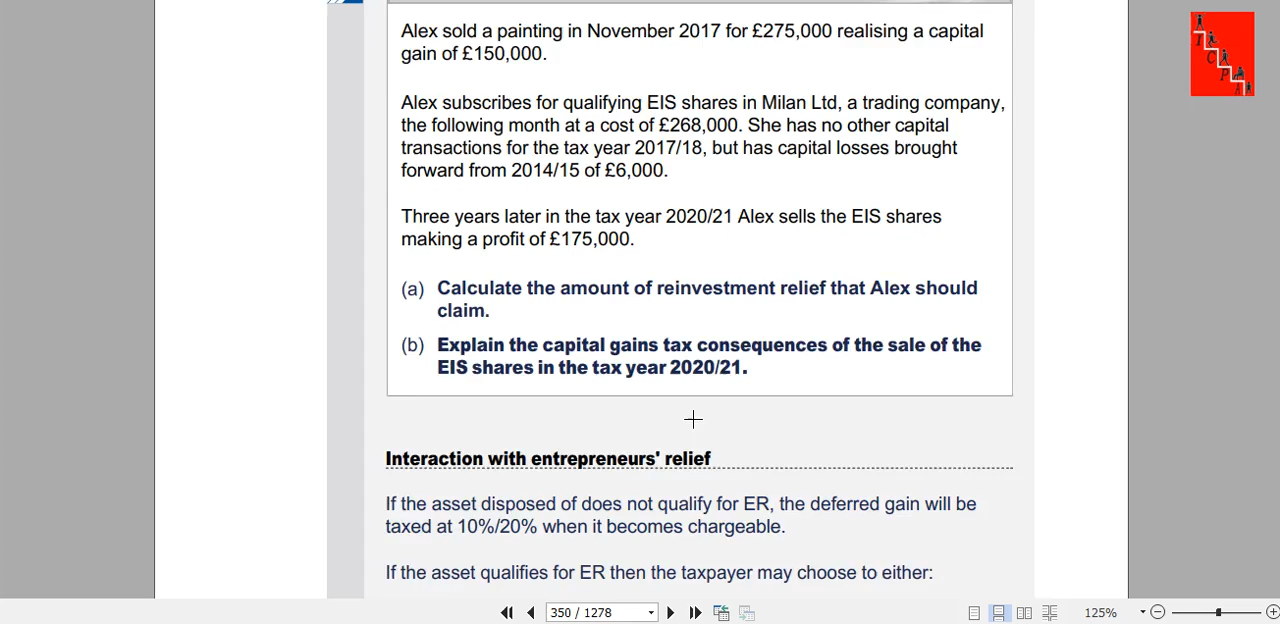 Alex sold a painting in November 2017 for £275,000 realising a capital
gain of £150,000.
Alex subscribes for qualifying EIS shares in Milan Ltd, a trading company,
the following month at a cost of £268,000. She has no other capital
transactions for the tax year 2017/18, but has capital losses brought
forward from 2014/15 of £6,000.
Three years later in the tax year 2020/21 Alex sells the EIS shares
making a profit of £175,000.
(a) Calculate the amount of reinvestment relief that Alex should
claim.
(b) Explain the capital gains tax consequences of the sale of the
EIS shares in the tax year 2020/21.
Interaction with entrepreneurs' relief
If the asset disposed of does not qualify for ER, the deferred gain will be
taxed at 10%/20% when it becomes chargeable.
If the asset qualifies for ER then the taxpayer may choose to either:
350 / 1278
125%
I
C
P
A